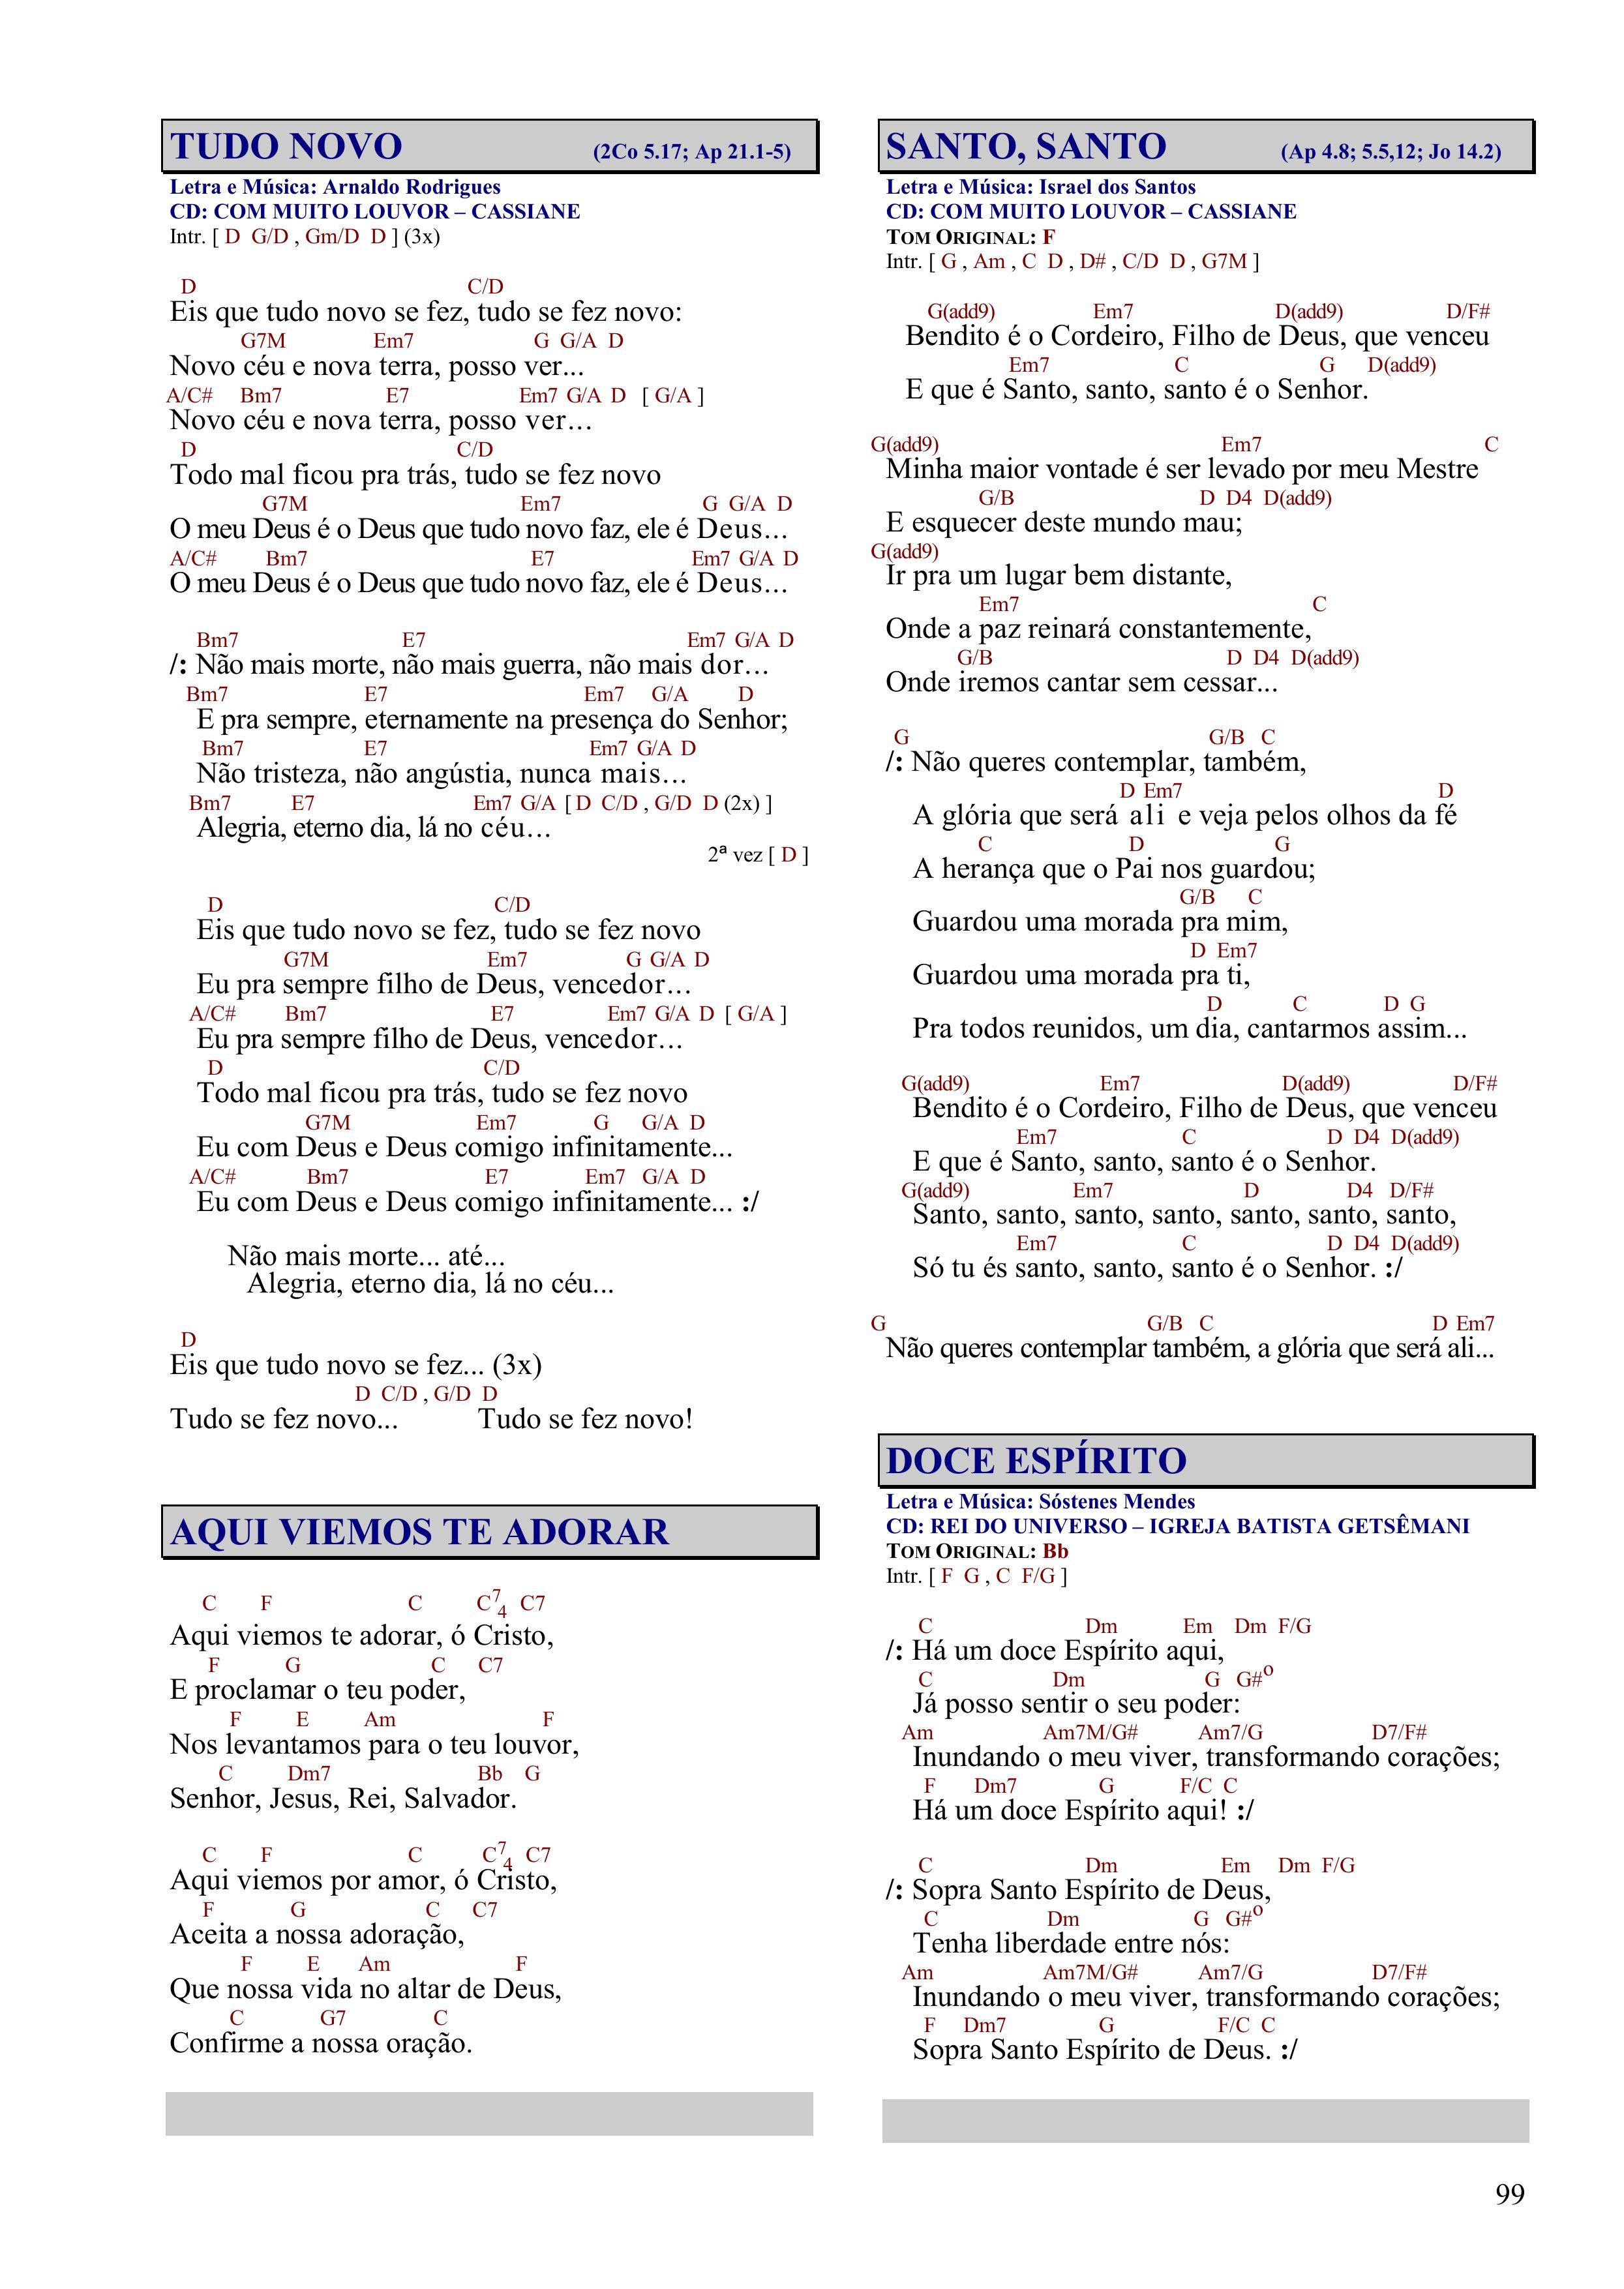 TUDO NOVO (2Co 5.17; Ap 21.1-5)
Letra e Música: Arnaldo Rodrigues
CD: COM MUITO LOUVOR – CASSIANE
Intr. [ D G/D , Gm/D D ] (3x)
D C/D
Eis que tudo novo se fez, tudo se fez novo:
G7M Em7 G G/A D
Novo céu e nova terra, posso ver...
A/C# Bm7 E7 Em7 G/A D [ G/A ]
Novo céu e nova terra, posso ver...
D C/D
Todo mal ficou pra trás, tudo se fez novo
G7M Em7 G G/A D
O meu Deus é o Deus que tudo novo faz, ele é Deus...
A/C# Bm7 E7 Em7 G/A D
O meu Deus é o Deus que tudo novo faz, ele é Deus...
Bm7 E7 Em7 G/A D
/: Não mais morte, não mais guerra, não mais dor...
Bm7 E7 Em7 G/A D
E pra sempre, eternamente na presença do Senhor;
Bm7 E7 Em7 G/A D
Não tristeza, não angústia, nunca mais...
Bm7 E7 Em7 G/A [ D C/D , G/D D (2x) ]
Alegria, eterno dia, lá no céu...
2ª vez [ D ]
D C/D
Eis que tudo novo se fez, tudo se fez novo
G7M Em7 G G/A D
Eu pra sempre filho de Deus, vencedor...
A/C# Bm7 E7 Em7 G/A D [ G/A ]
Eu pra sempre filho de Deus, vencedor...
D C/D
Todo mal ficou pra trás, tudo se fez novo
G7M Em7 G G/A D
Eu com Deus e Deus comigo infinitamente...
A/C# Bm7 E7 Em7 G/A D
Eu com Deus e Deus comigo infinitamente... :/
Não mais morte... até...
Alegria, eterno dia, lá no céu...
D
Eis que tudo novo se fez... (3x)
D C/D , G/D D
Tudo se fez novo... Tudo se fez novo!
AQUI VIEMOS TE ADORAR
C F C C74 C7
Aqui viemos te adorar, ó Cristo,
F G C C7
E proclamar o teu poder,
F E Am F
Nos levantamos para o teu louvor,
C Dm7 Bb G
Senhor, Jesus, Rei, Salvador.
C F C C74 C7
Aqui viemos por amor, ó Cristo,
F G C C7
Aceita a nossa adoração,
F E Am F
Que nossa vida no altar de Deus,
C G7 C
Confirme a nossa oração.
SANTO, SANTO (Ap 4.8; 5.5,12; Jo 14.2)
Letra e Música: Israel dos Santos
CD: COM MUITO LOUVOR – CASSIANE
TOM ORIGINAL: F
Intr. [ G , Am , C D , D# , C/D D , G7M ]
G(add9) Em7 D(add9) D/F#
Bendito é o Cordeiro, Filho de Deus, que venceu
Em7 C G D(add9)
E que é Santo, santo, santo é o Senhor.
G(add9) Em7 C
Minha maior vontade é ser levado por meu Mestre
G/B D D4 D(add9)
E esquecer deste mundo mau;
G(add9)
Ir pra um lugar bem distante,
Em7 C
Onde a paz reinará constantemente,
G/B D D4 D(add9)
Onde iremos cantar sem cessar...
G G/B C
/: Não queres contemplar, também,
D Em7 D
A glória que será ali e veja pelos olhos da fé
C D G
A herança que o Pai nos guardou;
G/B C
Guardou uma morada pra mim,
D Em7
Guardou uma morada pra ti,
D C D G
Pra todos reunidos, um dia, cantarmos assim...
G(add9) Em7 D(add9) D/F#
Bendito é o Cordeiro, Filho de Deus, que venceu
Em7 C D D4 D(add9)
E que é Santo, santo, santo é o Senhor.
G(add9) Em7 D D4 D/F#
Santo, santo, santo, santo, santo, santo, santo,
Em7 C D D4 D(add9)
Só tu és santo, santo, santo é o Senhor. :/
G G/B C D Em7
Não queres contemplar também, a glória que será ali...
DOCE ESPÍRITO
Letra e Música: Sóstenes Mendes
CD: REI DO UNIVERSO – IGREJA BATISTA GETSÊMANI
TOM ORIGINAL: Bb
Intr. [ F G , C F/G ]
C Dm Em Dm F/G
/: Há um doce Espírito aqui,
C Dm G G#º
Já posso sentir o seu poder:
Am Am7M/G# Am7/G D7/F#
Inundando o meu viver, transformando corações;
F Dm7 G F/C C
Há um doce Espírito aqui! :/
C Dm Em Dm F/G
/: Sopra Santo Espírito de Deus,
C Dm G G#º
Tenha liberdade entre nós:
Am Am7M/G# Am7/G D7/F#
Inundando o meu viver, transformando corações;
F Dm7 G F/C C
Sopra Santo Espírito de Deus. :/
99